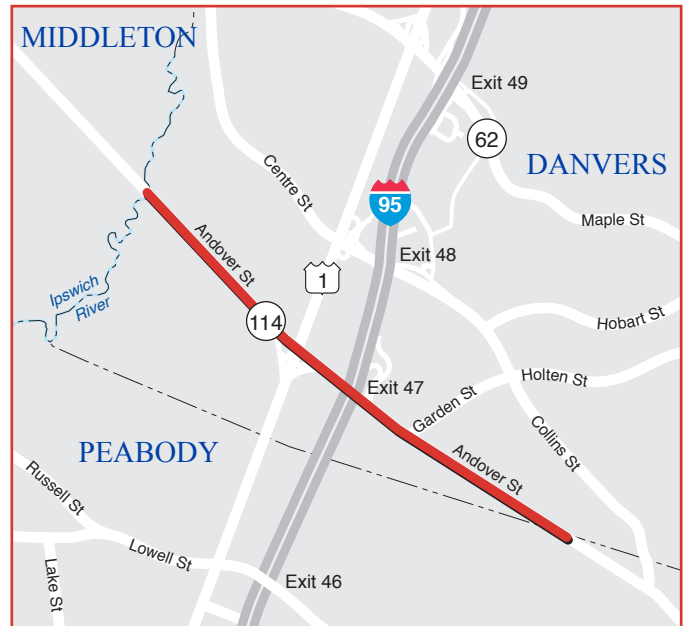 MIDDLETON
Exit 49
62
DANVERS
Centre St
95
Maple St
Andover St
Exit 48
1
Ipswich
River
114
Hobart St
Holten St
Exit 47
Garden St
Collins St
PEABODY
Andover St
Russell St
Lowell St
Lake St
Exit 46